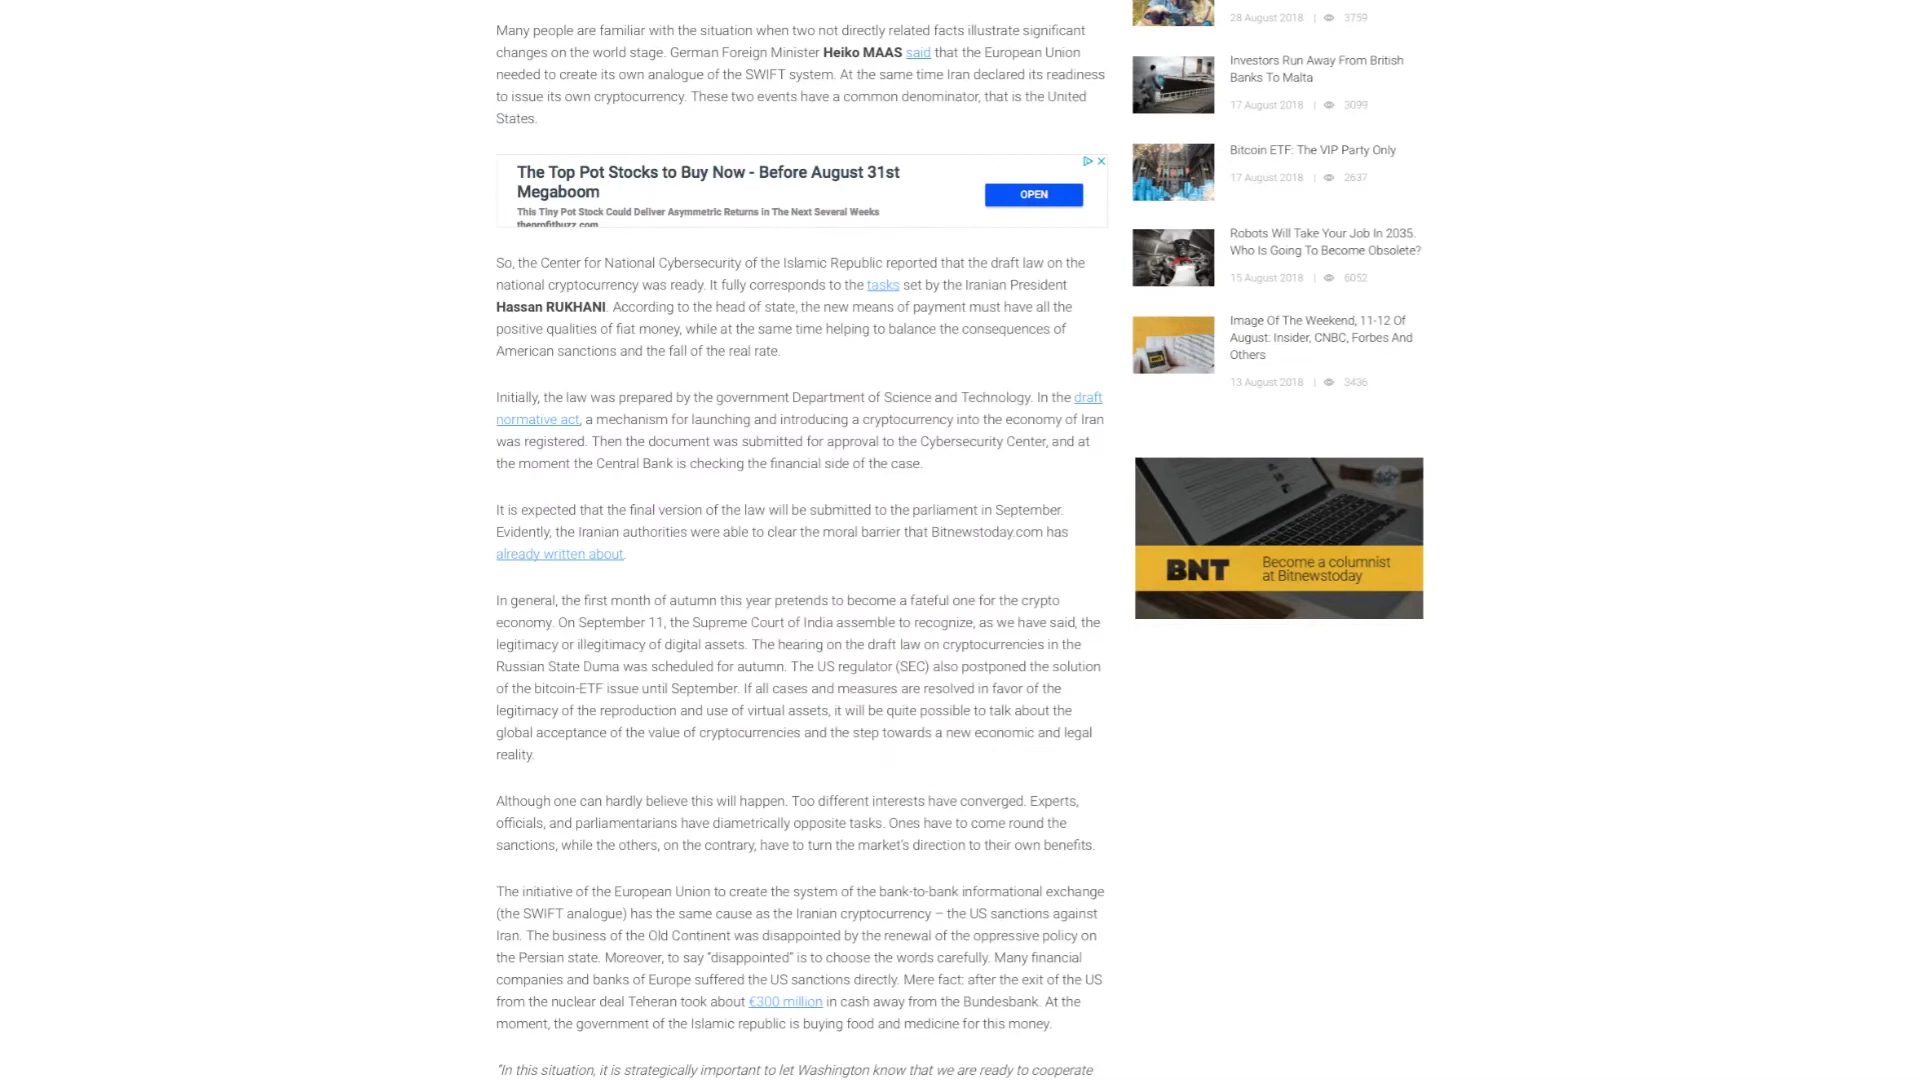 Many people are familiar with the situation when two not directly related facts illustrate significant
changes on the world stage. German Foreign Minister Heiko MAAS said that the European Union
needed to create its own analogue of the SWIFT system. At the same time Iran declared its readiness
to issue its own cryptocurrency. These two events have a common denominator, that is the United
States.
The Top Pot Stocks to Buy Now - Before August 31st
Megaboom
This Tiny Pot Stock Could Deliver Asymmetric Returns in The Next Several Weeks
theprofitbuzz.com
OPEN
So, the Center for National Cybersecurity of the Islamic Republic reported that the draft law on the
national cryptocurrency was ready. It fully corresponds to the tasks set by the Iranian President
Hassan RUKHANI. According to the head of state, the new means of payment must have all the
positive qualities of fiat money, while at the same time helping to balance the consequences of
American sanctions and the fall of the real rate.
Initially, the law was prepared by the government Department of Science and Technology. In the draft
normative act, a mechanism for launching and introducing a cryptocurrency into the economy of Iran
was registered. Then the document was submitted for approval to the Cybersecurity Center, and at
the moment the Central Bank is checking the financial side of the case.
It is expected that the final version of the law will be submitted to the parliament in September.
Evidently, the Iranian authorities were able to clear the moral barrier that Bitnewstoday.com has
already written about.
In general, the first month of autumn this year pretends to become a fateful one for the crypto
economy. On September 11, the Supreme Court of India assemble to recognize, as we have said, the
legitimacy or illegitimacy of digital assets. The hearing on the draft law on cryptocurrencies in the
Russian State Duma was scheduled for autumn. The US regulator (SEC) also postponed the solution
of the bitcoin-ETF issue until September. If all cases and measures are resolved in favor of the
legitimacy of the reproduction and use of virtual assets, it will be quite possible to talk about the
global acceptance of the value of cryptocurrencies and the step towards a new economic and legal
reality.
Although one can hardly believe this will happen. Too different interests have converged. Experts,
officials, and parliamentarians have diametrically opposite tasks. Ones have to come round the
sanctions, while the others, on the contrary, have to turn the market's direction to their own benefits.
The initiative of the European Union to create the system of the bank-to-bank informational exchange
(the SWIFT analogue) has the same cause as the Iranian cryptocurrency – the US sanctions against
Iran. The business of the Old Continent was disappointed by the renewal of the oppressive policy on
the Persian state. Moreover, to say “disappointed” is to choose the words carefully. Many financial
companies and banks of Europe suffered the US sanctions directly. Mere fact: after the exit of the US
from the nuclear deal Teheran took about €300 million in cash away from the Bundesbank. At the
moment, the government of the Islamic republic is buying food and medicine for this money.
“In this situation, it is strategically important to let Washington know that we are ready to cooperate
28 August 2018 | 3759
Investors Run Away From British
Banks To Malta
17 August 2018 | 3099
Bitcoin ETF: The VIP Party Only
17 August 2018 | 2637
Robots Will Take Your Job In 2035.
Who Is Going To Become Obsolete?
15 August 2018 | 6052
Image Of The Weekend, 11-12 Of
August: Insider, CNBC, Forbes And
Others
13 August 2018 | 3436
BNT
Become a columnist
at Bitnewstoday